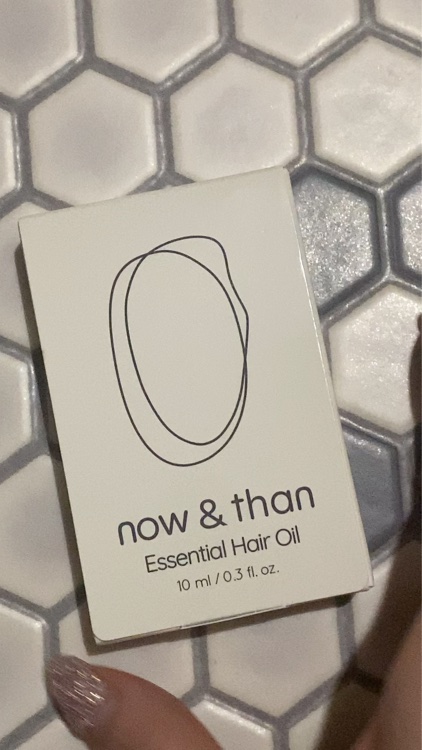 now & than
Essential Hair Oil
10 ml / 0.3 fl. oz.